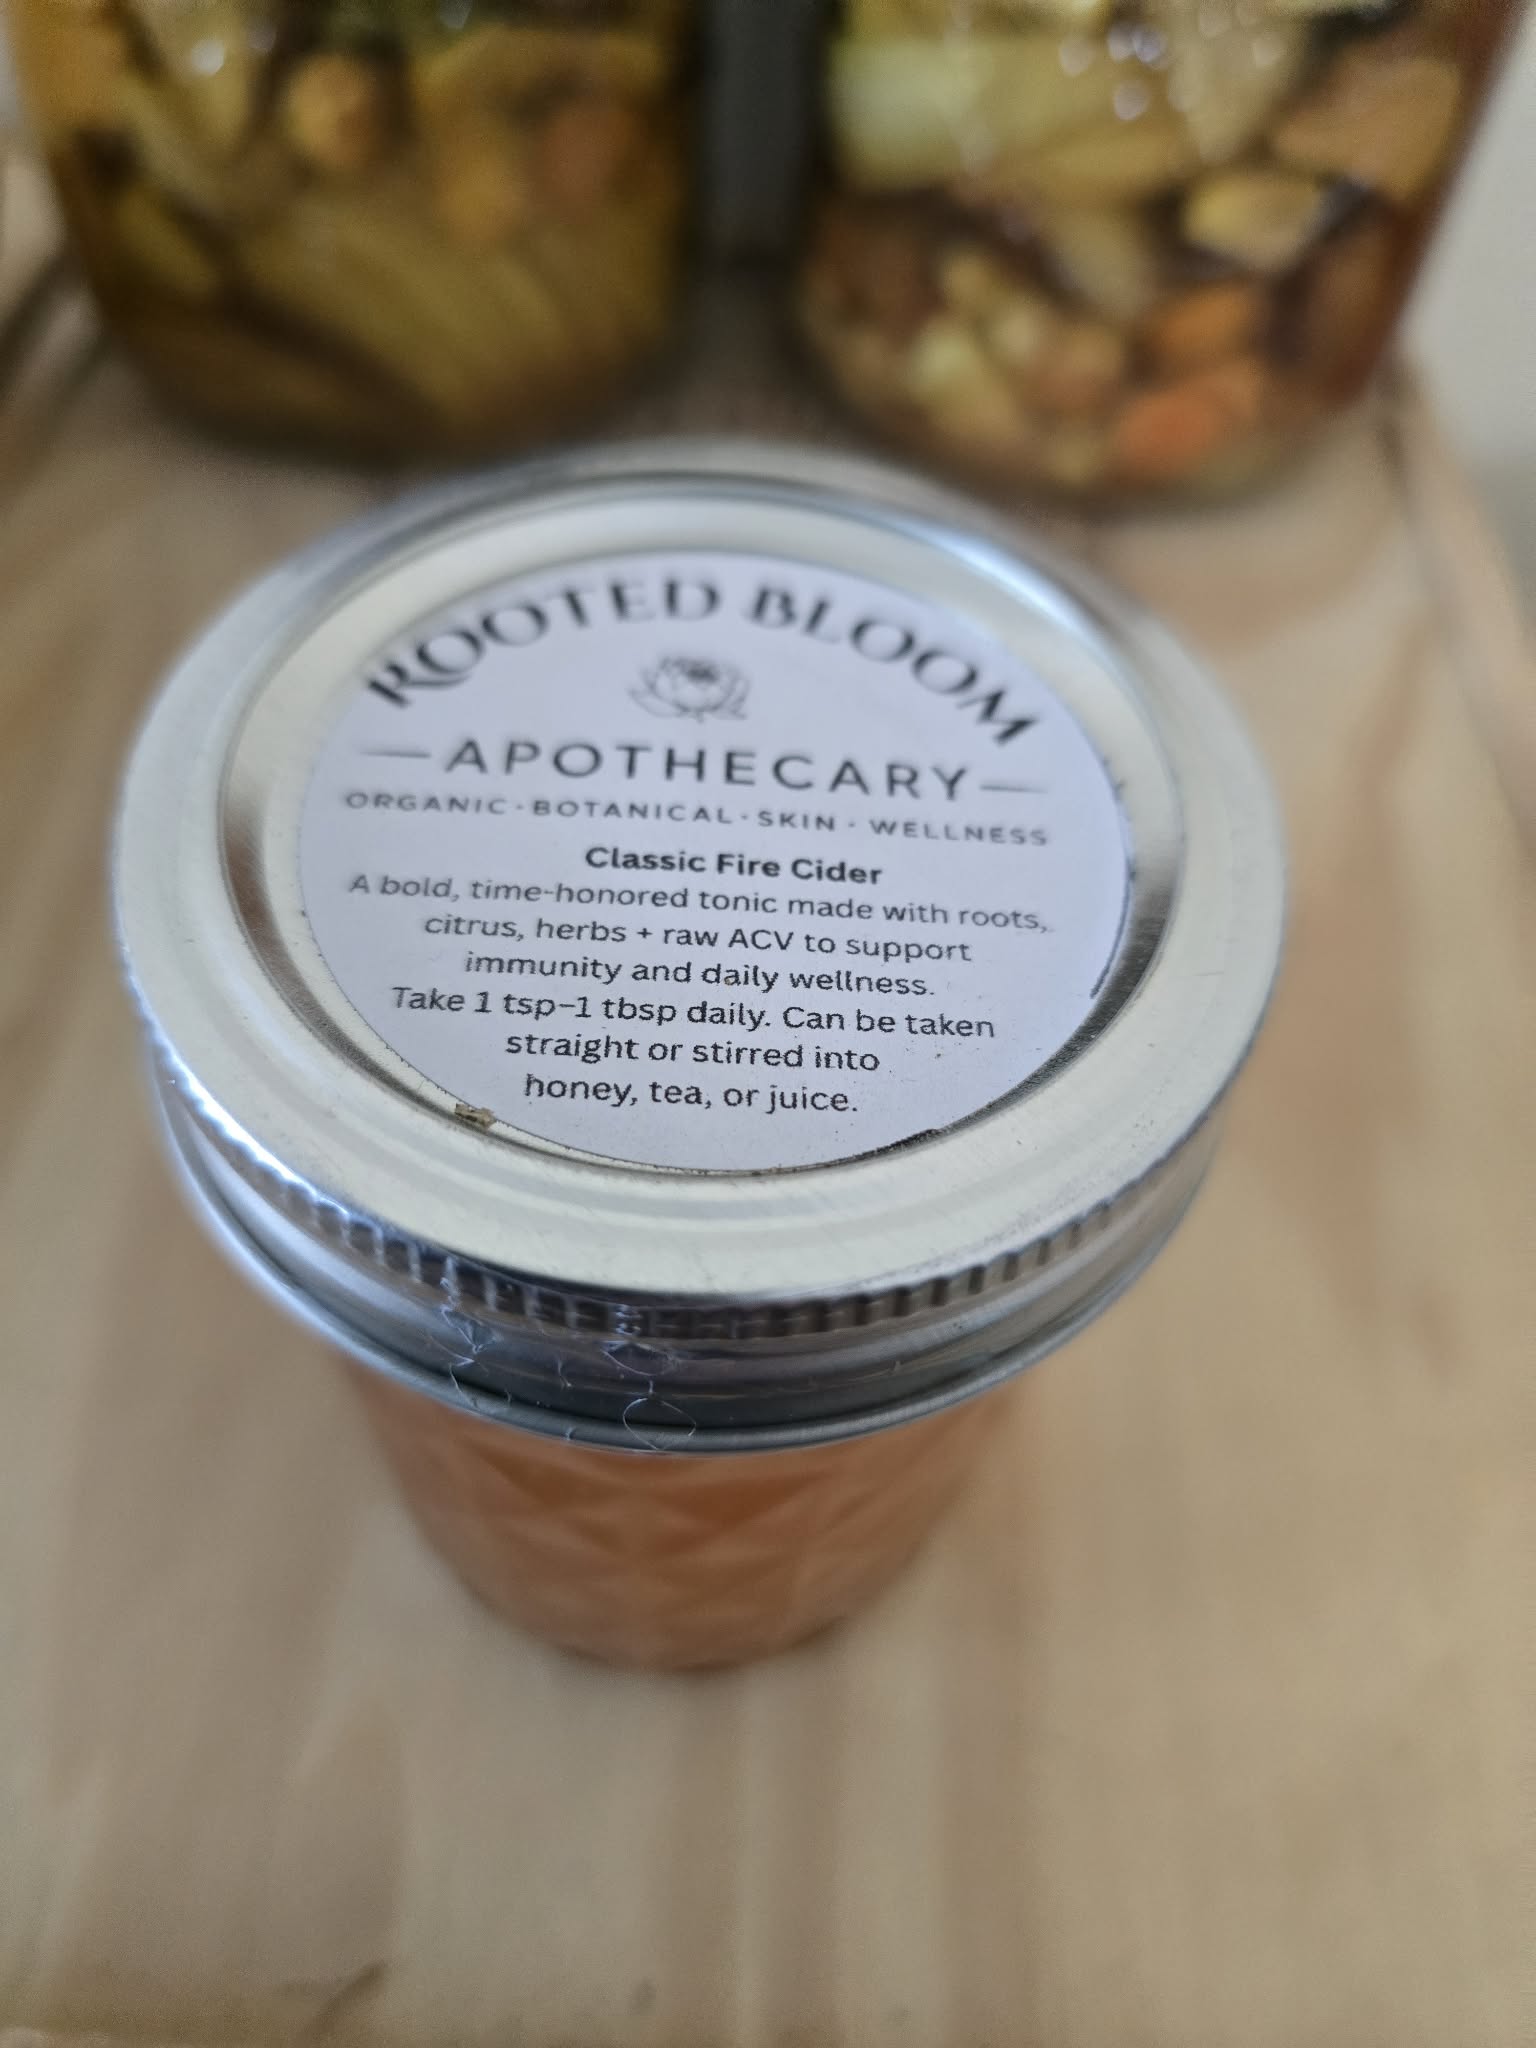 ROOTED BLOOM
APOTHECARY
ORGANIC · BOTANICAL · SKIN · WELLNESS
Classic Fire Cider
A bold, time-honored tonic made with roots,
citrus, herbs + raw ACV to support
immunity and daily wellness.
Take 1 tsp–1 tbsp daily. Can be taken
straight or stirred into
honey, tea, or juice.